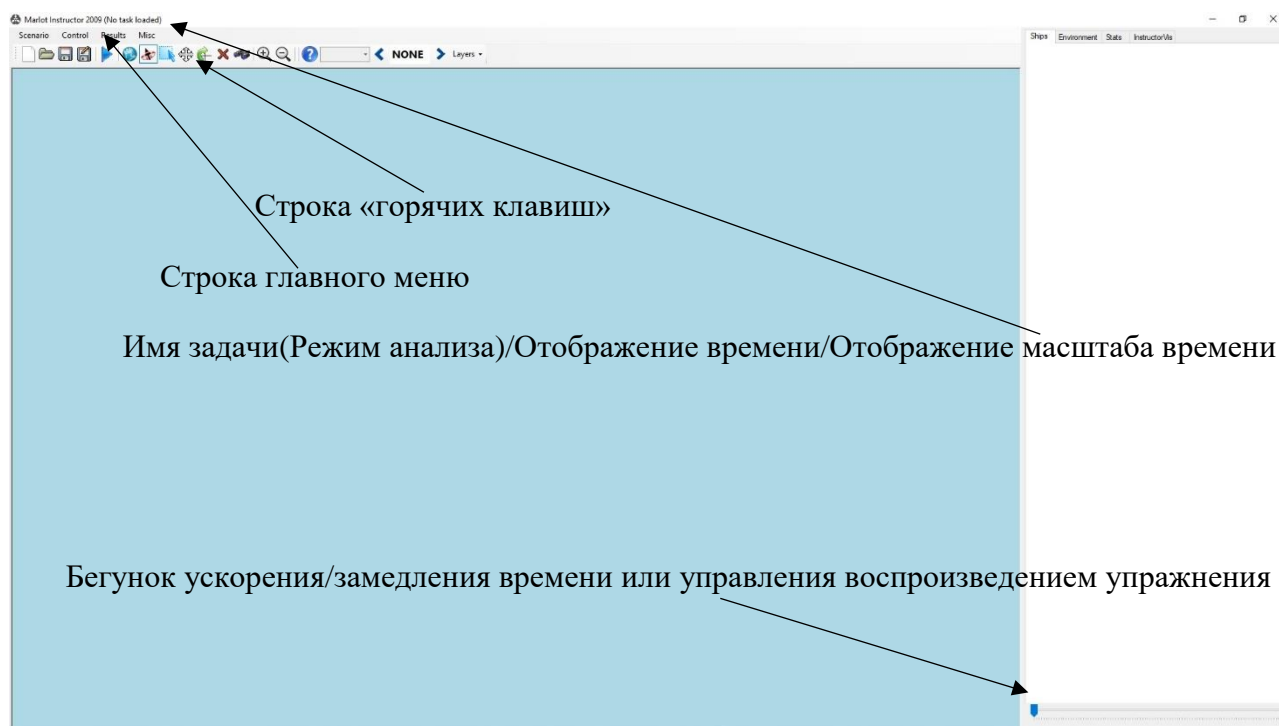 Marlot Instructor 2009 (No task loaded)
Scenario Control Results Misc
NONE Layers
Ships Environment Stats InstructorVis
Строка «горячих клавиш»
Строка главного меню
Имя задачи(Режим анализа)/Отображение времени/Отображение масштаба времени
Бегунок ускорения/замедления времени или управления воспроизведением упражнения